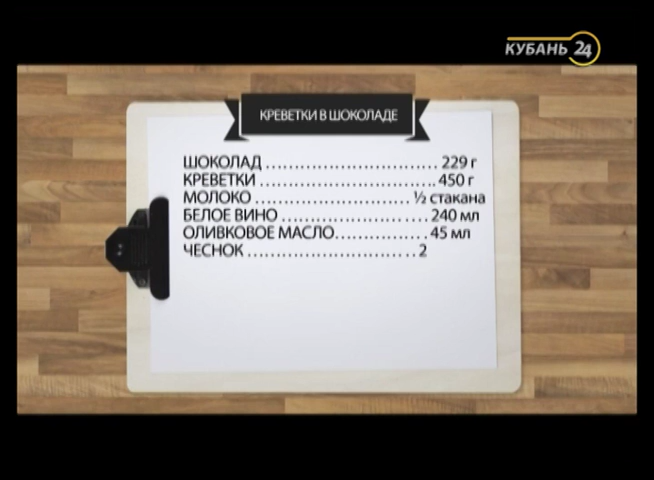 КУБАНЬ 24
КРЕВЕТКИ В ШОКОЛАДЕ
ШОКОЛАД ............................. 229 г
КРЕВЕТКИ .............................. 450 г
МОЛОКО ........................... ½ стакана
БЕЛОЕ ВИНО ......................... 240 мл
ОЛИВКОВОЕ МАСЛО................ 45 мл
ЧЕСНОК ............................. 2